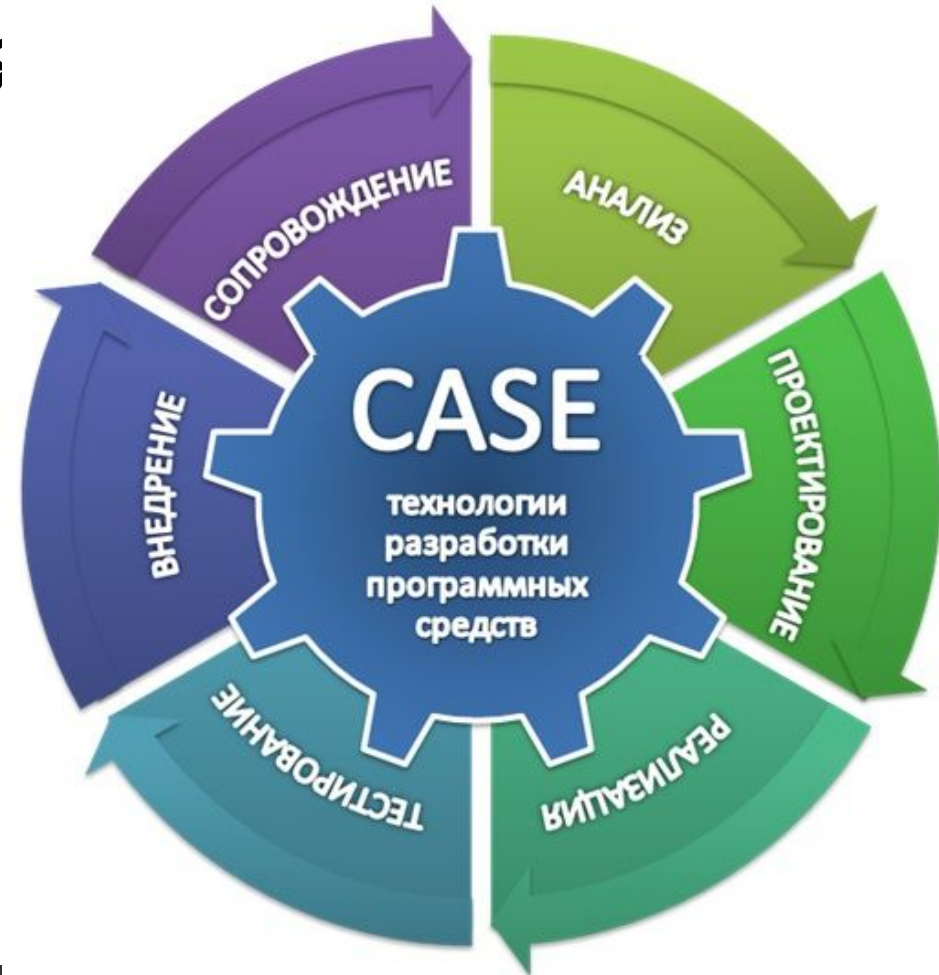 CASE
технологии
разработки
программных
средств
АНАЛИЗ
ПРОЕКТИРОВАНИЕ
РЕАЛИЗАЦИЯ
ТЕСТИРОВАНИЕ
ВНЕДРЕНИЕ
СОПРОВОЖДЕНИЕ